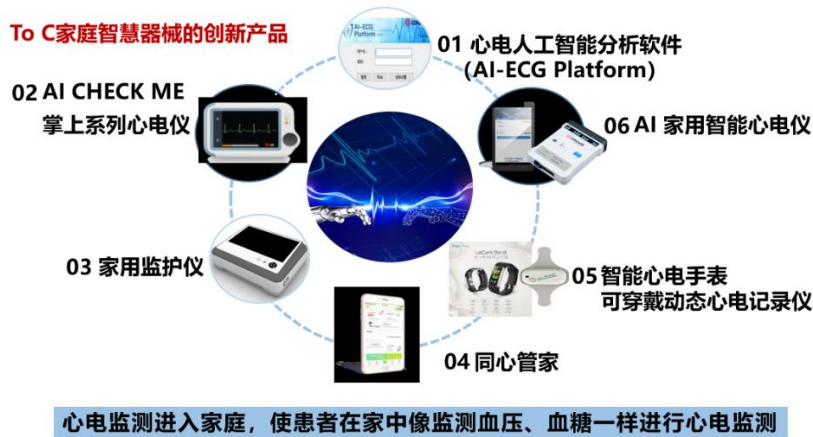 To C家庭智慧器械的创新产品
AI-ECG
Platform
01 心电人工智能分析软件
（AI-ECG Platform）
02 AI CHECK ME
掌上系列心电仪
06 AI 家用智能心电仪
03 家用监护仪
LeCare Band
05 智能心电手表
可穿戴动态心电记录仪
04 同心管家
心电监测进入家庭，使患者在家中像监测血压、血糖一样进行心电监测